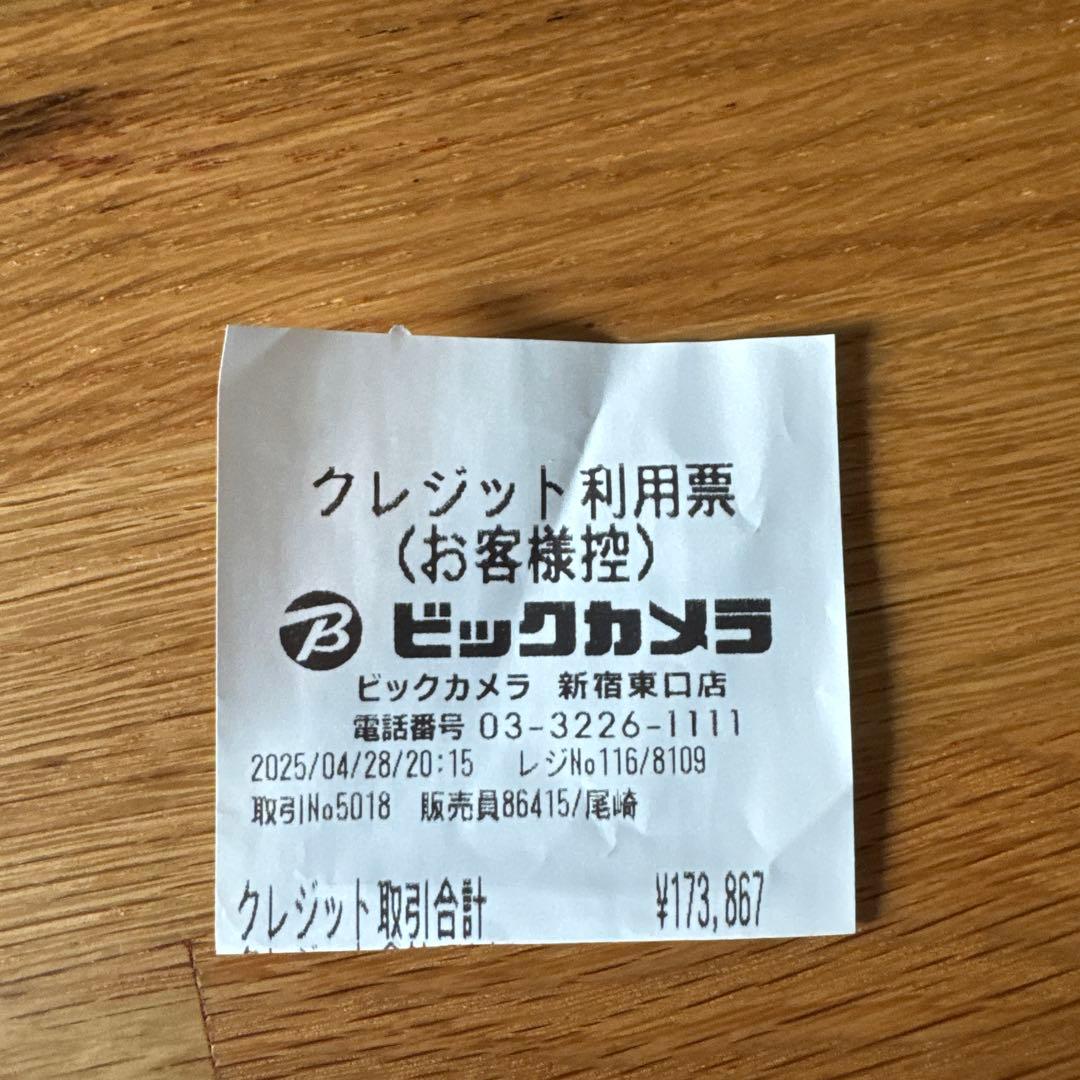 クレジット利用票
(お客様控)
B ビックカメラ
ビックカメラ 新宿東口店
電話番号 03-3226-1111
2025/04/28/20:15 レジNo116/8109
取引No5018 販売員86415/尾崎
クレジット取引合計 ¥173,867